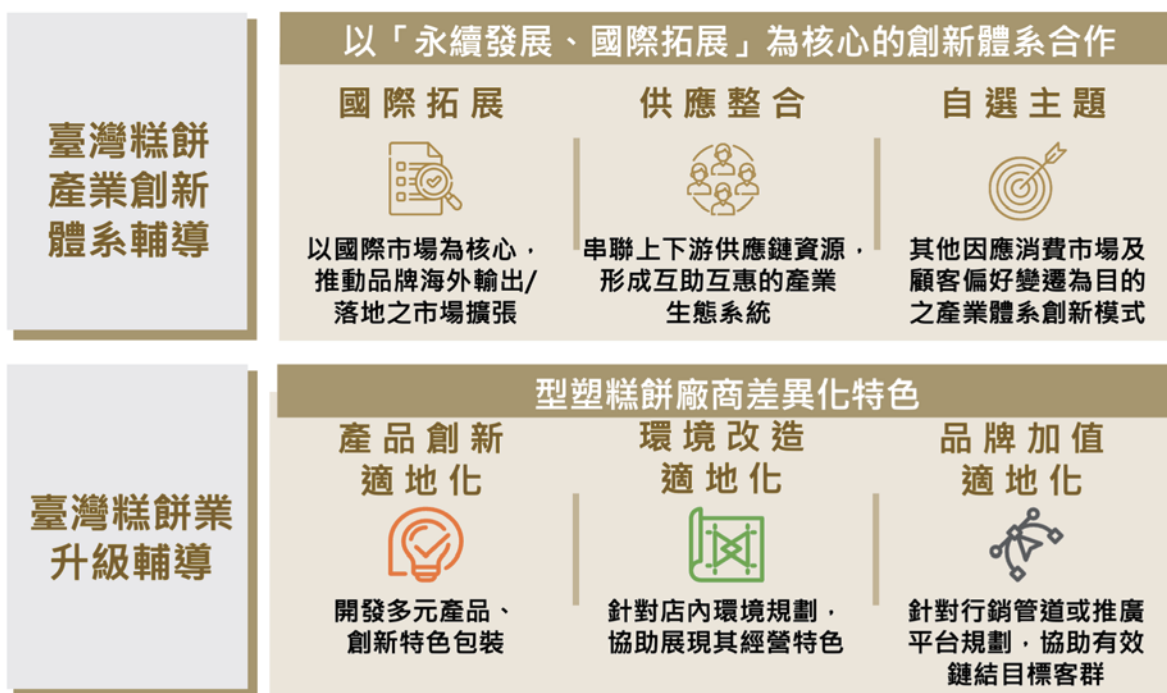 臺灣糕餅
產業創新
體系輔導
以「永續發展、國際拓展」為核心的創新體系合作
國際拓展
以國際市場為核心，
推動品牌海外輸出/
落地之市場擴張
供應整合
串聯上下游供應鏈資源，
形成互助互惠的產業
生態系統
自選主題
其他因應消費市場及
顧客偏好變遷為目的
之產業體系創新模式
臺灣糕餅業
升級輔導
型塑糕餅廠商差異化特色
產品創新
適地化
開發多元產品、
創新特色包裝
環境改造
適地化
針對店內環境規劃，
協助展現其經營特色
品牌加值
適地化
針對行銷管道或推廣
平台規劃，協助有效
鏈結目標客群